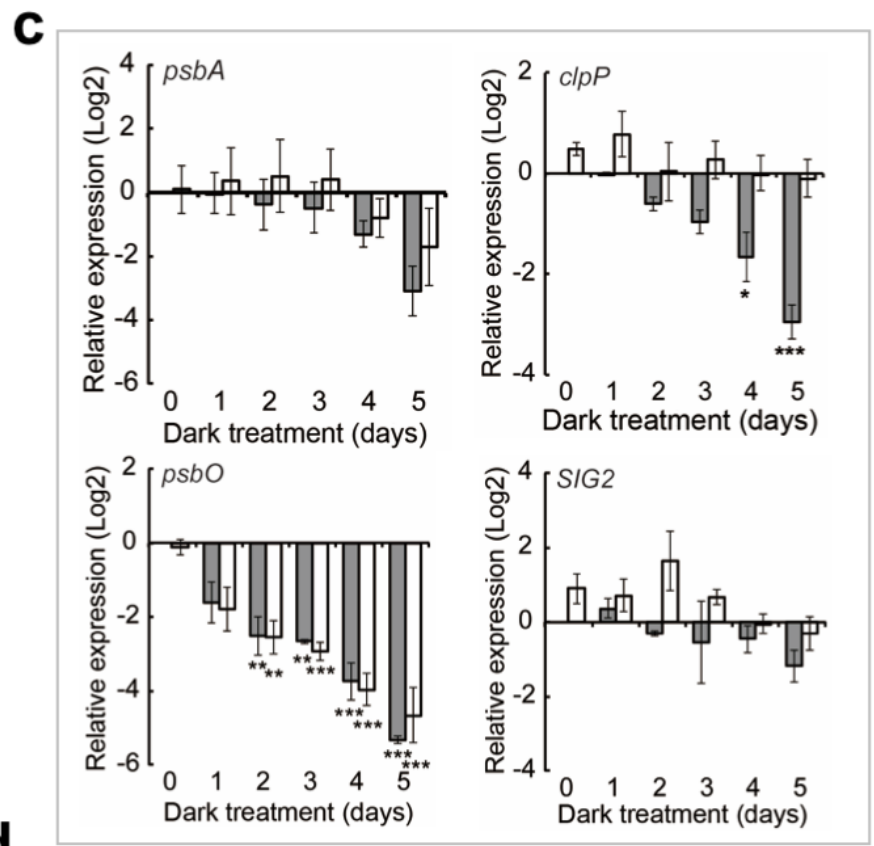 C
psbA
Relative expression (Log2)
4
2
0
-2
-4
-6
0 1 2 3 4 5
Dark treatment (days)
clpP
Relative expression (Log2)
2
0
-2
-4
*
***
0 1 2 3 4 5
Dark treatment (days)
psbO
Relative expression (Log2)
2
0
-2
-4
-6
** ** ** *** *** *** *** ***
0 1 2 3 4 5
Dark treatment (days)
SIG2
Relative expression (Log2)
4
2
0
-2
-4
0 1 2 3 4 5
Dark treatment (days)